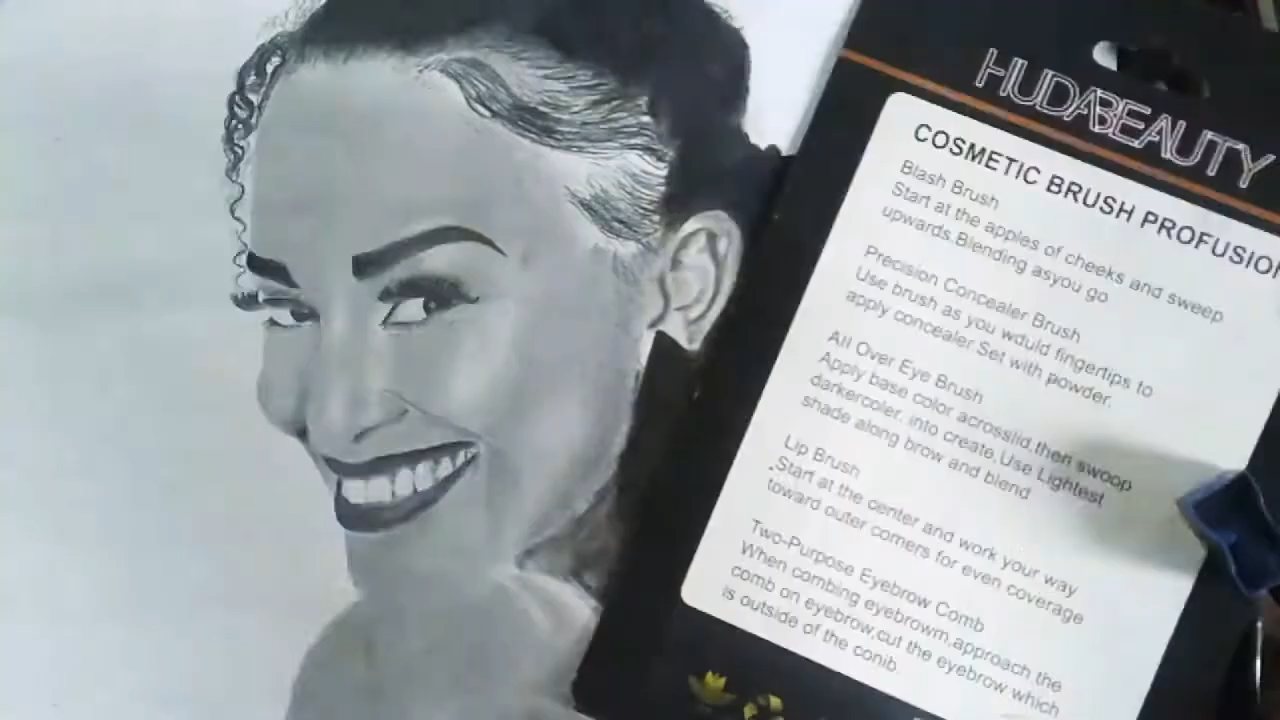 HUDABEAUTY
COSMETIC BRUSH PROFUSION
Blash Brush
Start at the apples of cheeks and sweep
upwards.Blending asyou go
Precision Concealer Brush
Use brush as you wduld fingertips to
apply concealer.Set with powder.
All Over Eye Brush
Apply base color acrosslid.then swoop
darkercoler. into create.Use Lightest
shade along brow and blend
Lip Brush
.Start at the center and work your way
toward outer corners for even coverage
Two-Purpose Eyebrow Comb
When combing eyebrowm,approach the
comb on eyebrow,cut the eyebrow which
is outside of the conib.